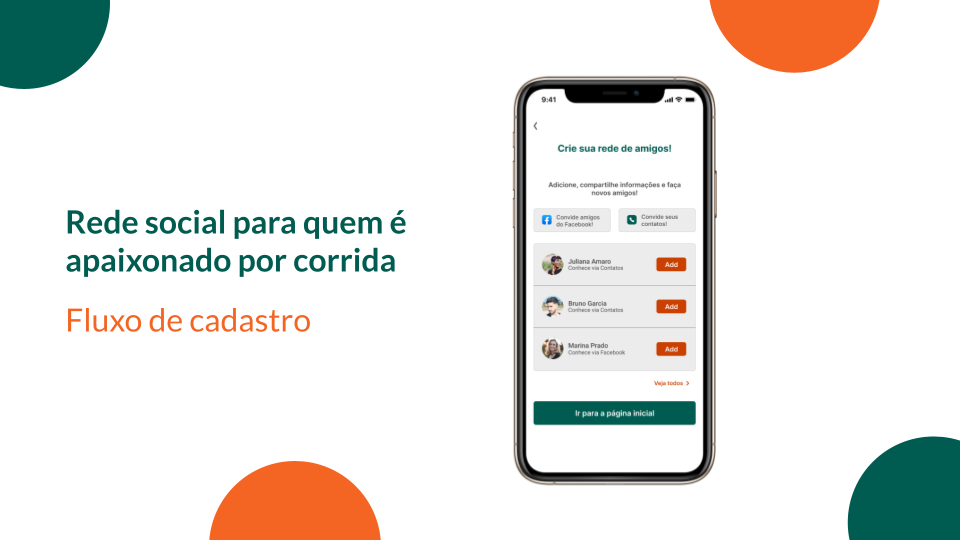 Rede social para quem é
apaixonado por corrida
Fluxo de cadastro
9:41
Crie sua rede de amigos!
Adicione, compartilhe informações e faça
novos amigos!
Convide amigos
do Facebook!
Convide seus
contatos!
Juliana Amaro
Conhece via Contatos
Add
Bruno Garcia
Conhece via Contatos
Add
Marina Prado
Conhece via Facebook
Add
Veja todos
Ir para a página inicial